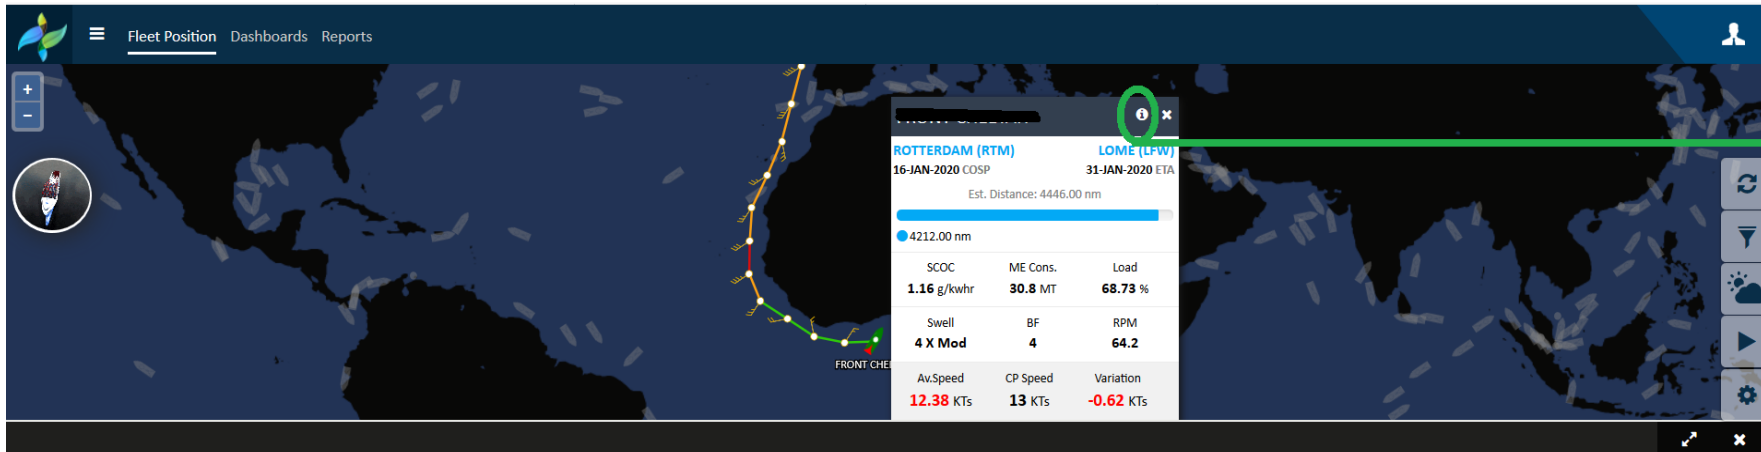 Fleet Position Dashboards Reports
+
−
ROTTERDAM (RTM) LOME (LFW)
16-JAN-2020 COSP 31-JAN-2020 ETA
Est. Distance: 4446.00 nm
4212.00 nm
SCOC ME Cons. Load
1.16 g/kwhr 30.8 MT 68.73 %
Swell BF RPM
4 X Mod 4 64.2
FRONT CHE
Av.Speed CP Speed Variation
12.38 KTs 13 KTs -0.62 KTs